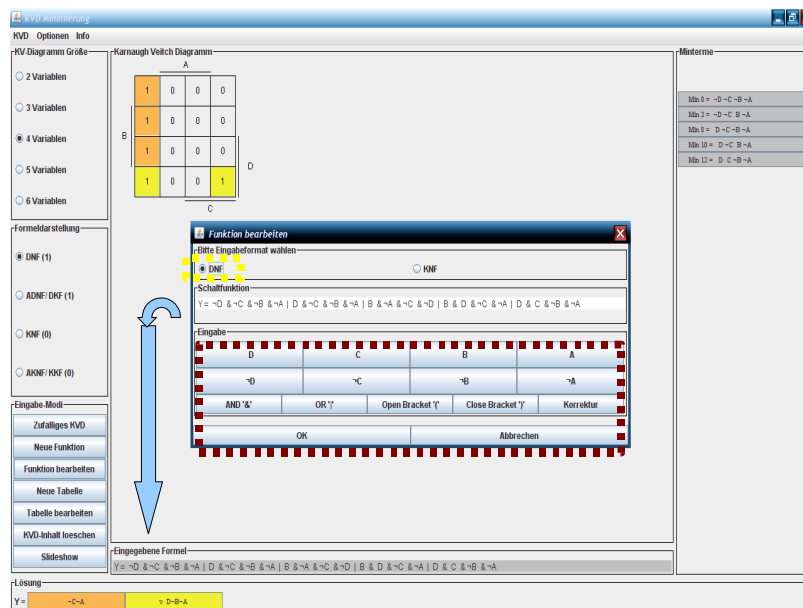 KVD Minimierung
KVD Optionen Info
KV-Diagramm Größe
2 Variablen
3 Variablen
4 Variablen
5 Variablen
6 Variablen
Formeldarstellung
DNF (1)
ADNF/ DKF (1)
KNF (0)
AKNF/ KKF (0)
Eingabe-Modi
Zufälliges KVD
Neue Funktion
Funktion bearbeiten
Neue Tabelle
Tabelle bearbeiten
KVD-Inhalt loeschen
Slideshow
Karnaugh Veitch Diagramm
A
1 0 0 0
1 0 0 0
B
1 0 0 0
D
1 0 0 1
C
Funktion bearbeiten
Bitte Eingabeformat wählen
DNF KNF
Schaltfunktion
Y = ¬D &¬C &¬B &¬A | D &¬C &¬B &¬A | B &¬A &¬C &¬D | B & D &¬C &¬A | D & C &¬B &¬A
Eingabe
D C B A
¬D ¬C ¬B ¬A
AND '&' OR '|' Open Bracket '(' Close Bracket ')' Korrektur
OK Abbrechen
Eingegebene Formel
Y = ¬D &¬C &¬B &¬A | D &¬C &¬B &¬A | B &¬A &¬C &¬D | B & D &¬C &¬A | D & C &¬B &¬A
Minterme
Min 0 = ¬D ¬C ¬B ¬A
Min 2 = ¬D ¬C B ¬A
Min 8 = D ¬C ¬B ¬A
Min 10 = D ¬C B ¬A
Min 12 = D C ¬B ¬A
Lösung
Y = ¬C¬A v D¬B¬A